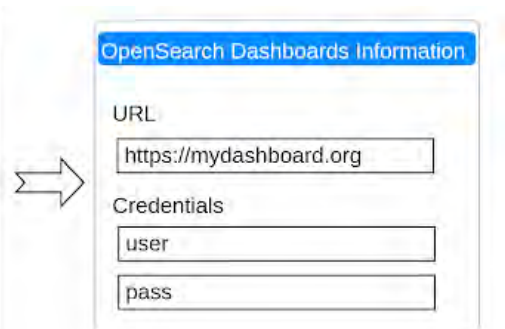 OpenSearch Dashboards Information
URL
https://mydashboard.org
Credentials
user
pass